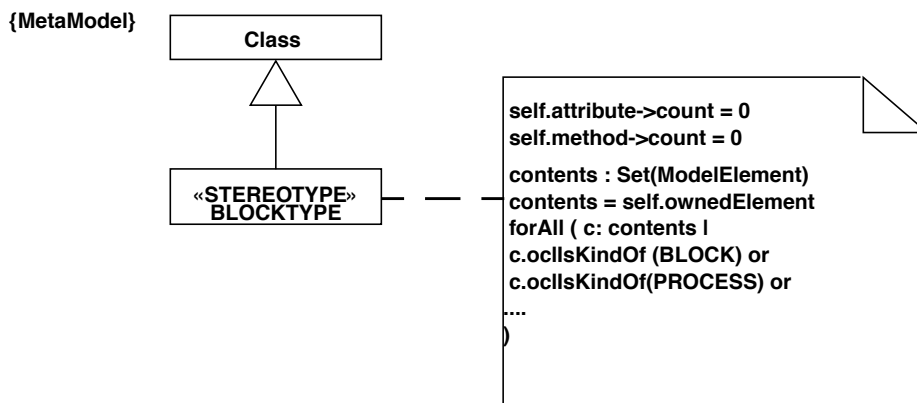 {MetaModel}
Class
«STEREOTYPE»
BLOCKTYPE
self.attribute->count = 0
self.method->count = 0
contents : Set(ModelElement)
contents = self.ownedElement
forAll ( c: contents |
c.oclIsKindOf (BLOCK) or
c.oclIsKindOf(PROCESS) or
....
)